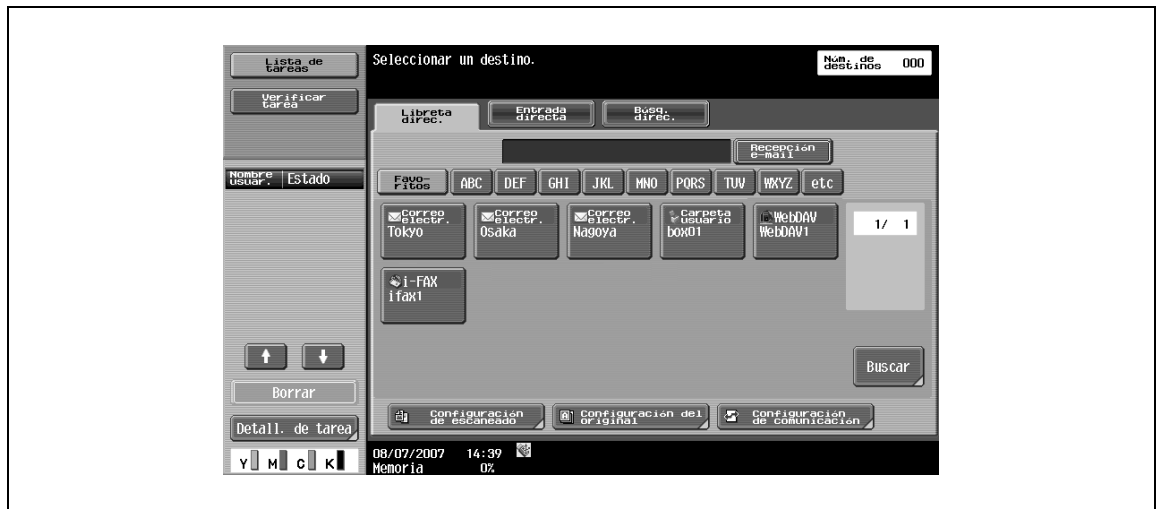 Lista de
tareas
Verificar
tarea
Nombre
usuar.
Estado
Borrar
Detall. de tarea
Y M C K
Seleccionar un destino.
Núm. de
destinos
000
Libreta
direc.
Entrada
directa
Búsq.
direc.
Recepción
e-mail
Favo-
ritos
ABC
DEF
GHI
JKL
MNO
PQRS
TUV
WXYZ
etc
Correo
electr.
Tokyo
Correo
electr.
Osaka
Correo
electr.
Nagoya
Carpeta
usuario
box01
WebDAV
WebDAV1
1/ 1
i-FAX
ifax1
Buscar
Configuración
de escaneado
Configuración del
original
Configuración
de comunicación
08/07/2007 14:39
Memoria 0%